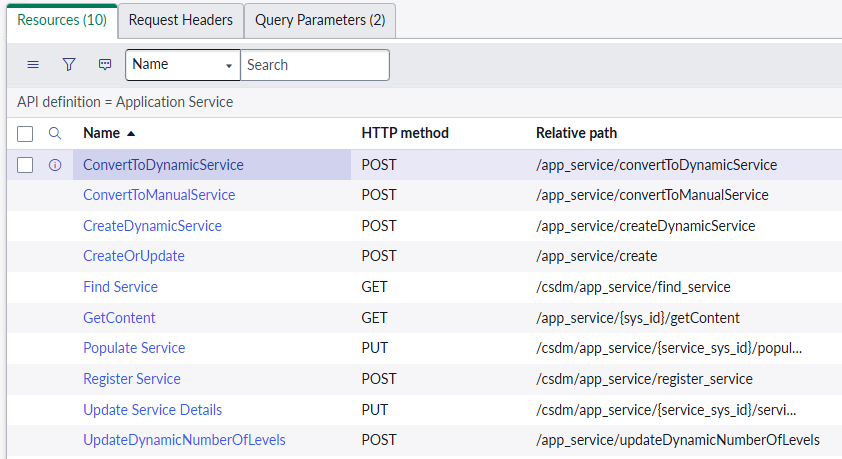 Resources (10) Request Headers Query Parameters (2)
Name Search
API definition = Application Service
Name HTTP method Relative path
ConvertToDynamicService POST /app_service/convertToDynamicService
ConvertToManualService POST /app_service/convertToManualService
CreateDynamicService POST /app_service/createDynamicService
CreateOrUpdate POST /app_service/create
Find Service GET /csdm/app_service/find_service
GetContent GET /app_service/{sys_id}/getContent
Populate Service PUT /csdm/app_service/{service_sys_id}/popul...
Register Service POST /csdm/app_service/register_service
Update Service Details PUT /csdm/app_service/{service_sys_id}/servi...
UpdateDynamicNumberOfLevels POST /app_service/updateDynamicNumberOfLevels